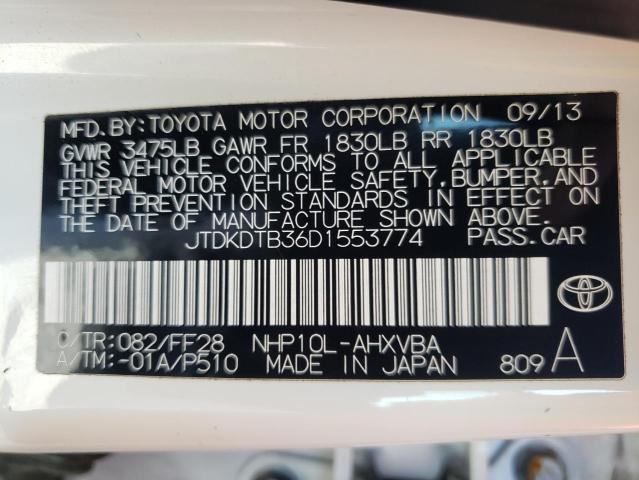 MFD.BY:TOYOTA MOTOR CORPORATION 09/13
GVWR 3475LB GAWR FR 1830LB RR 1830LB
THIS VEHICLE CONFORMS TO ALL APPLICABLE
FEDERAL MOTOR VEHICLE SAFETY,BUMPER,AND
THEFT PREVENTION STANDARDS IN EFFECT ON
THE DATE OF MANUFACTURE SHOWN ABOVE.
JTDKDTB36D1553774 PASS.CAR
C/TR:082/FF28 NHP10L-AHXVBA
A/TM:-01A/P510 MADE IN JAPAN 809 A